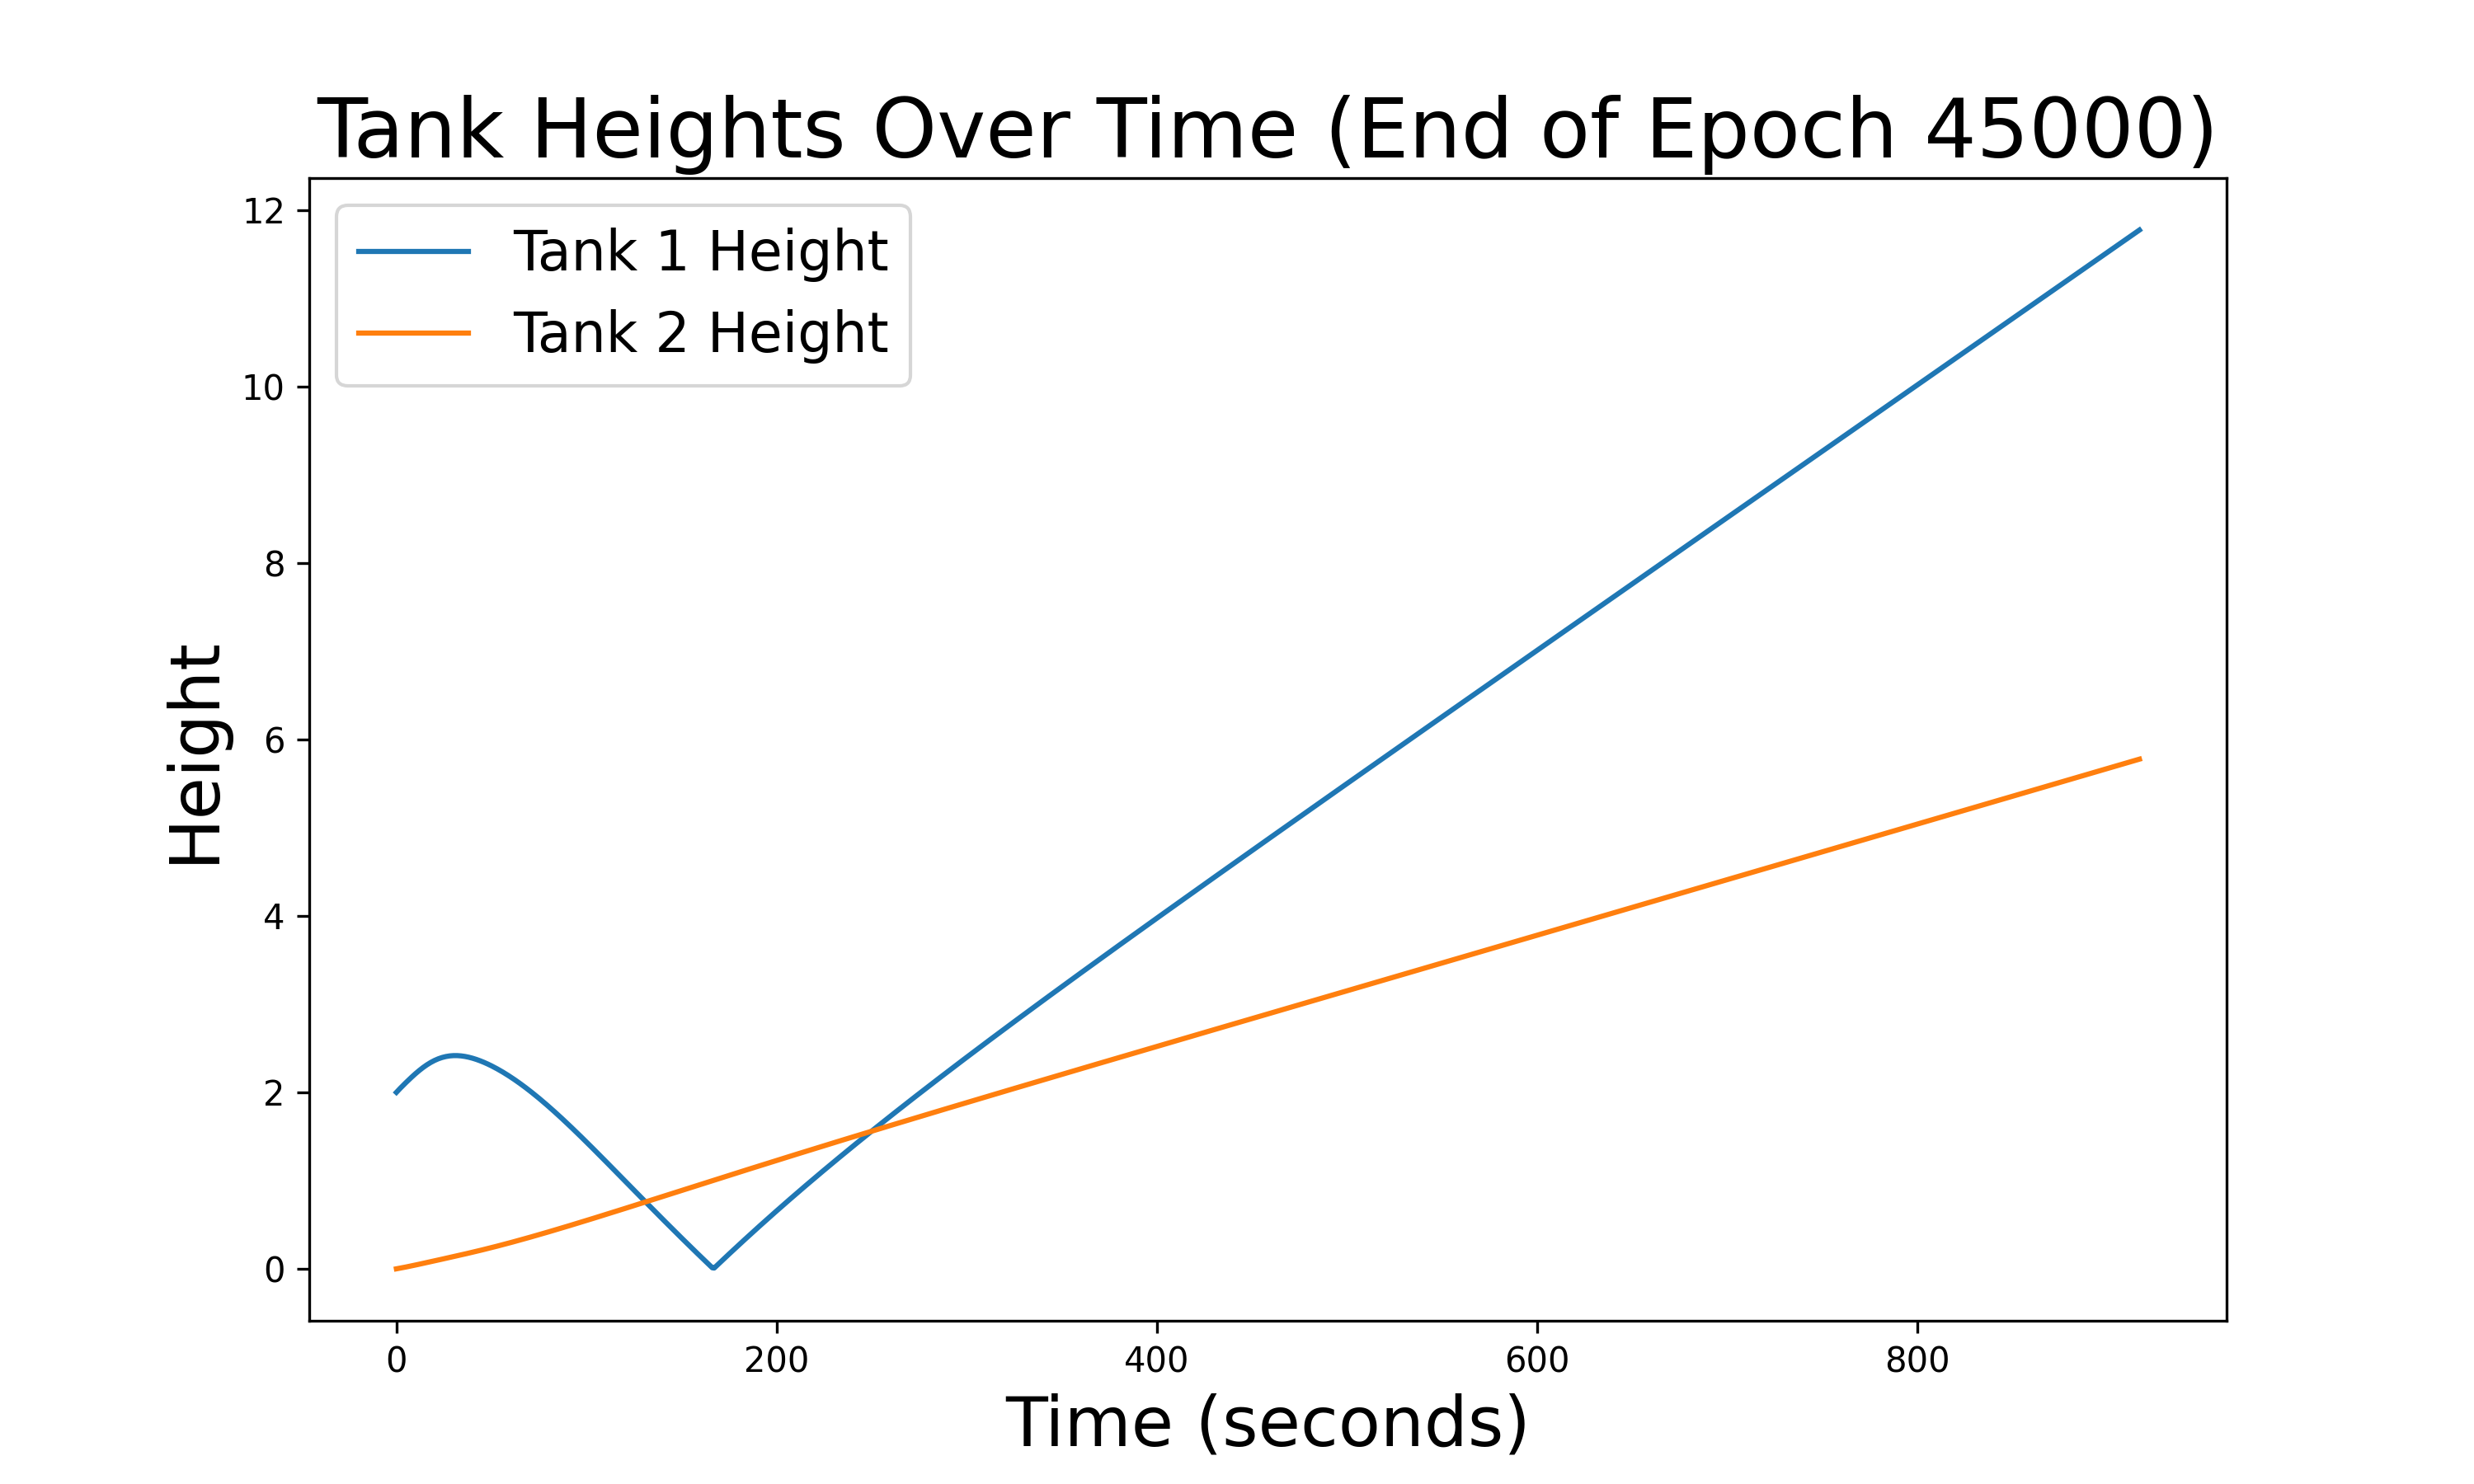 Tank Heights Over Time (End of Epoch 45000)
Tank 1 Height
Tank 2 Height
Height
12
10
8
6
4
2
0
0 200 400 600 800
Time (seconds)